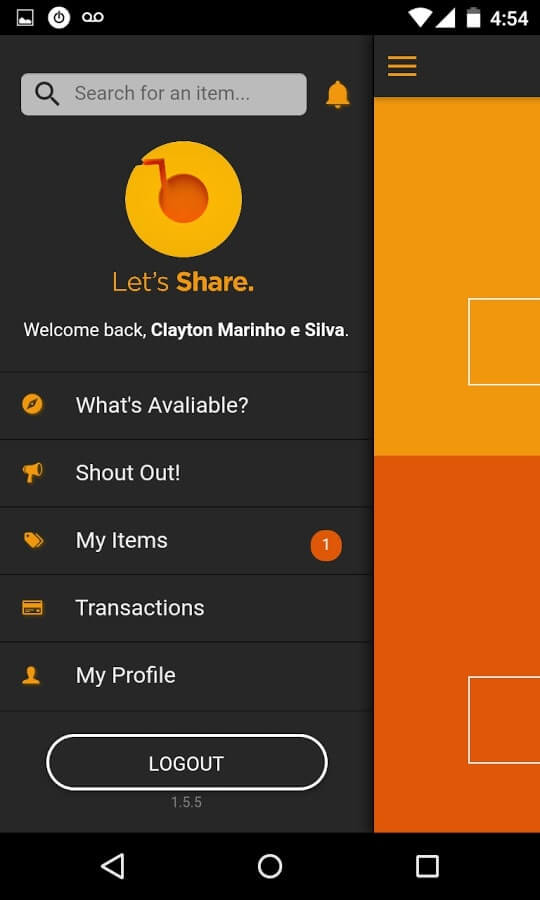 4:54
Search for an item...
Let's Share.
Welcome back, Clayton Marinho e Silva.
What's Avaliable?
Shout Out!
My Items
1
Transactions
My Profile
LOGOUT
1.5.5